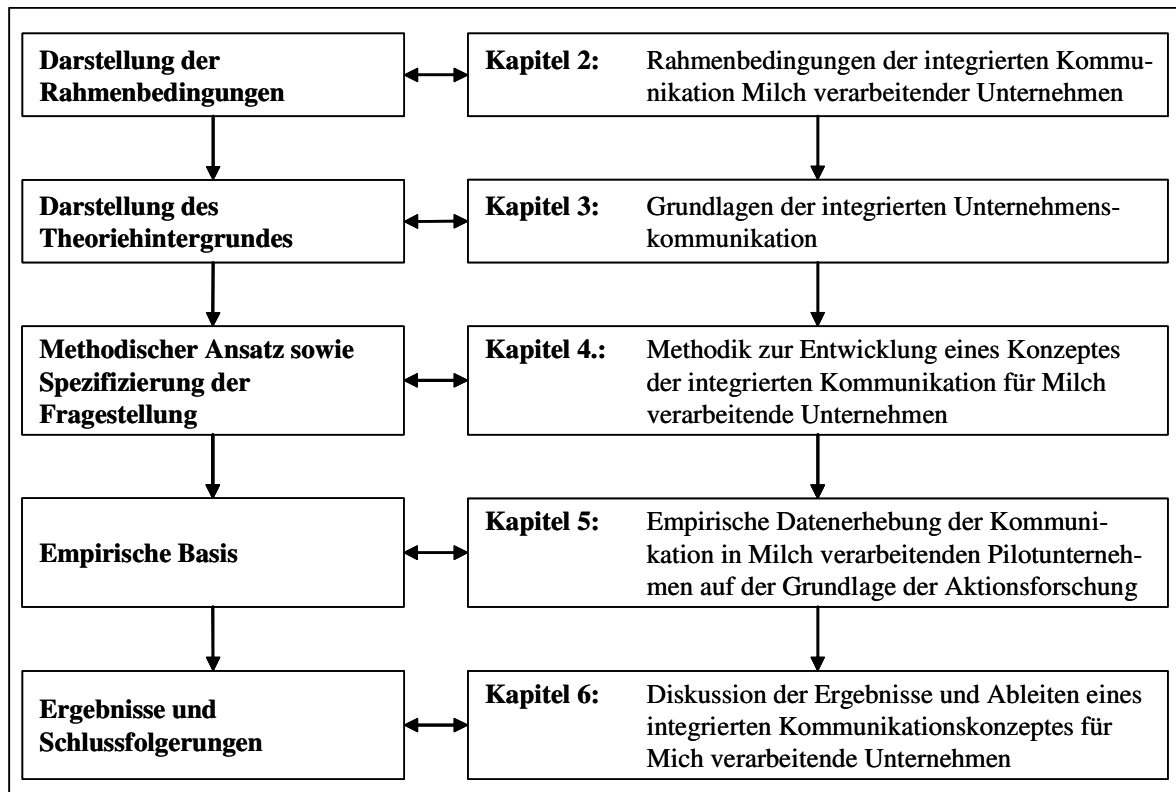 Darstellung der
Rahmenbedingungen
Kapitel 2: Rahmenbedingungen der integrierten Kommu-
nikation Milch verarbeitender Unternehmen
Darstellung des
Theoriehintergrundes
Kapitel 3: Grundlagen der integrierten Unternehmens-
kommunikation
Methodischer Ansatz sowie
Spezifizierung der
Fragestellung
Kapitel 4.: Methodik zur Entwicklung eines Konzeptes
der integrierten Kommunikation für Milch
verarbeitende Unternehmen
Empirische Basis
Kapitel 5: Empirische Datenerhebung der Kommuni-
kation in Milch verarbeitenden Pilotunterneh-
men auf der Grundlage der Aktionsforschung
Ergebnisse und
Schlussfolgerungen
Kapitel 6: Diskussion der Ergebnisse und Ableiten eines
integrierten Kommunikationskonzeptes für
Mich verarbeitende Unternehmen